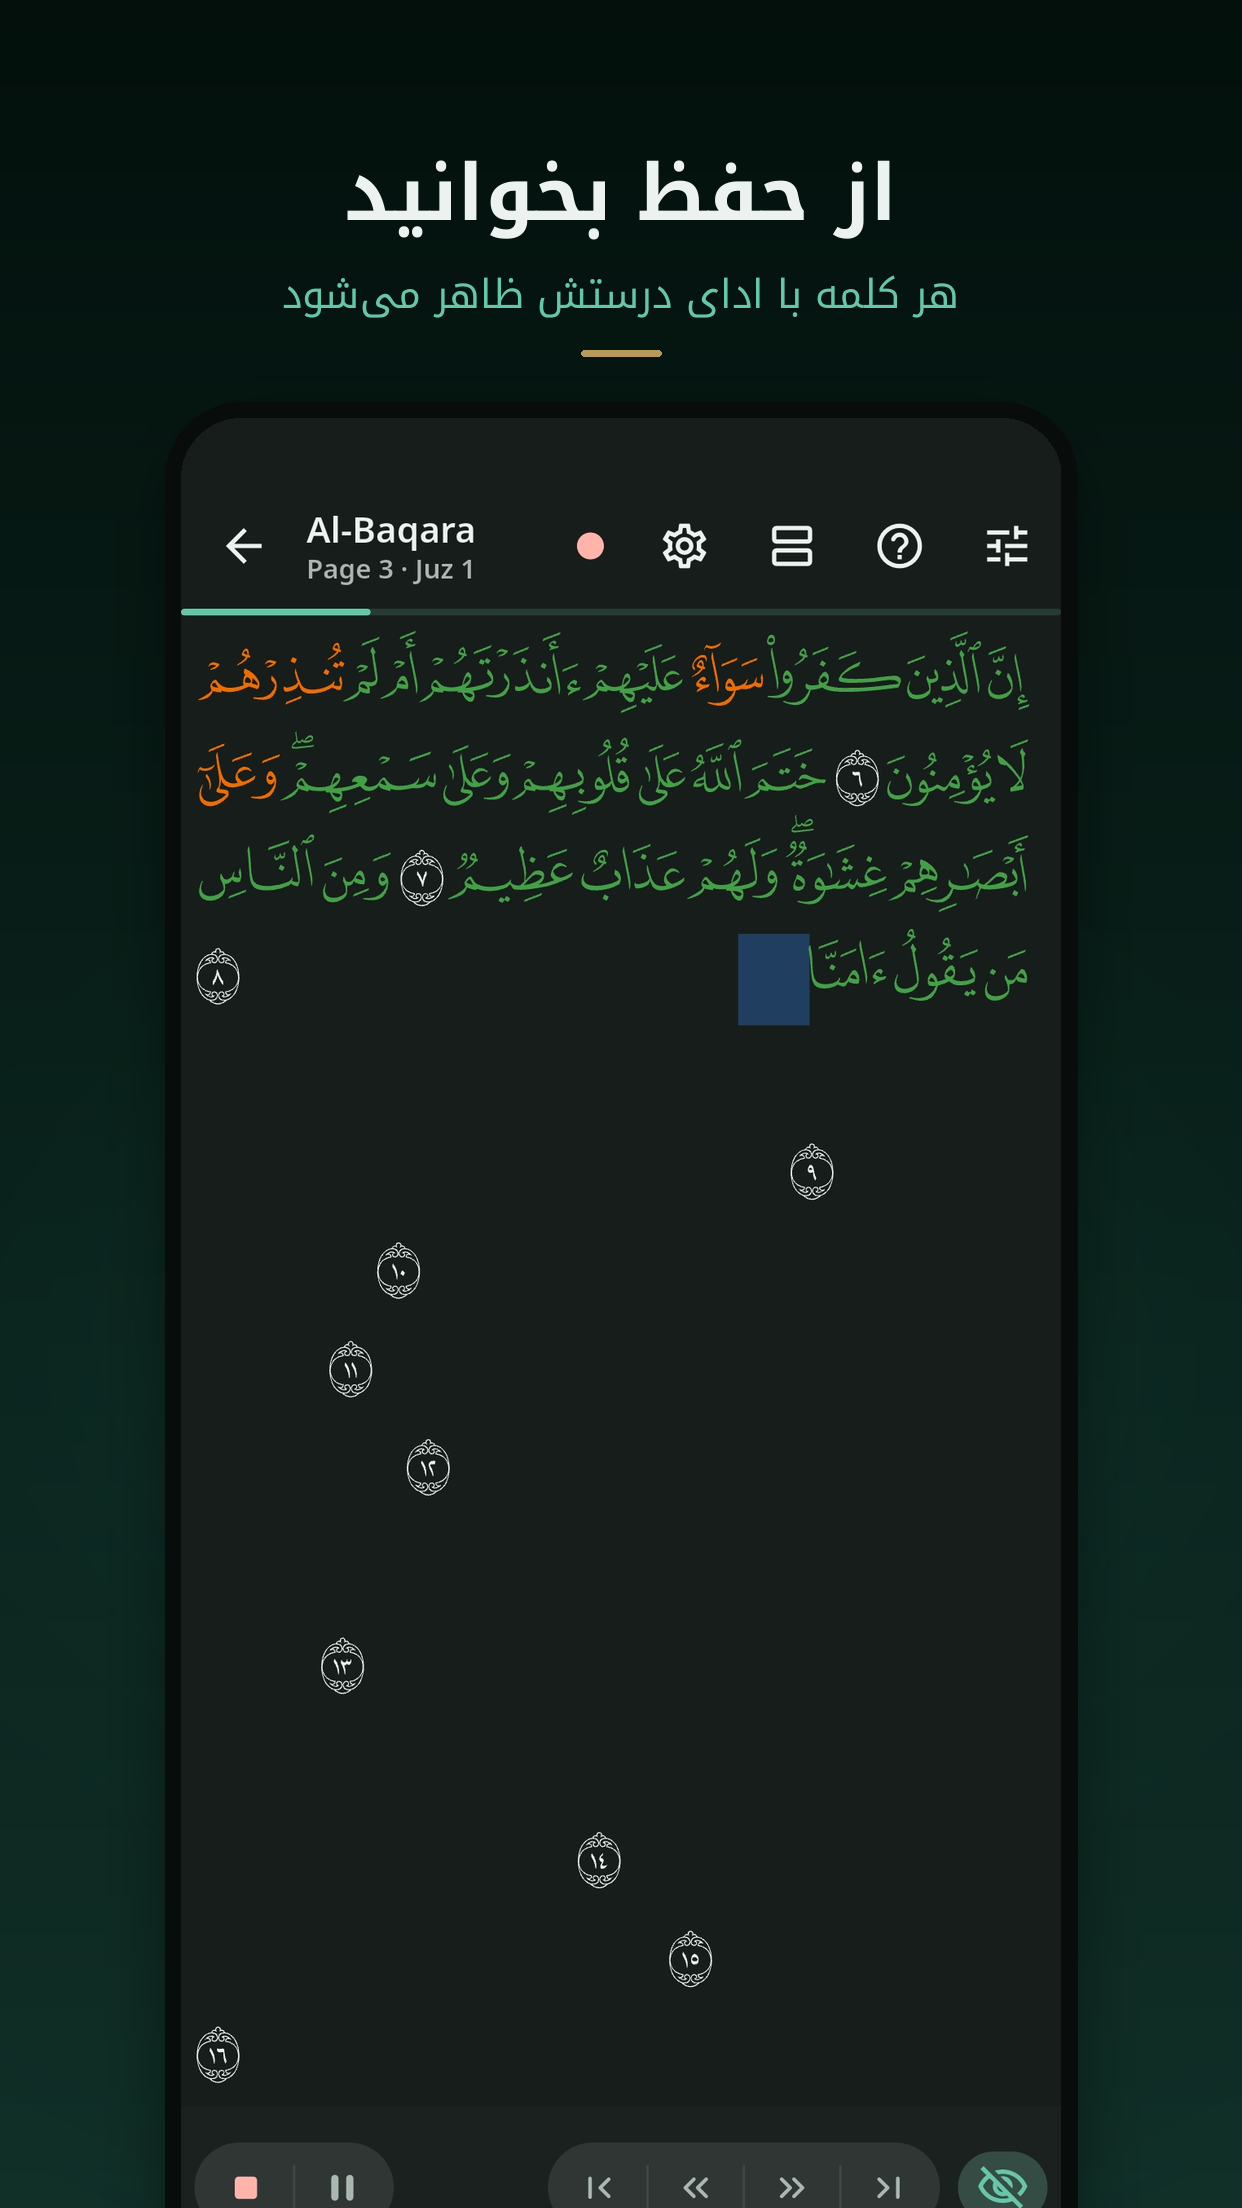 از حفظ بخوانید
هر کلمه با ادای درستش ظاهر می‌شود
Al-Baqara
Page 3 · Juz 1
إِنَّ ٱلَّذِينَ كَفَرُوا۟ سَوَآءٌ عَلَيْهِمْ ءَأَنذَرْتَهُمْ أَمْ لَمْ تُنذِرْهُمْ
لَا يُؤْمِنُونَ ٦ خَتَمَ ٱللَّهُ عَلَىٰ قُلُوبِهِمْ وَعَلَىٰ سَمْعِهِمْ ۖ وَعَلَىٰٓ
أَبْصَـٰرِهِمْ غِشَـٰوَةٌ ۖ وَلَهُمْ عَذَابٌ عَظِيمٌ ٧ وَمِنَ ٱلنَّاسِ
مَن يَقُولُ ءَامَنَّا ٨
٩
١٠
١١
١٢
١٣
١٤
١٥
١٦